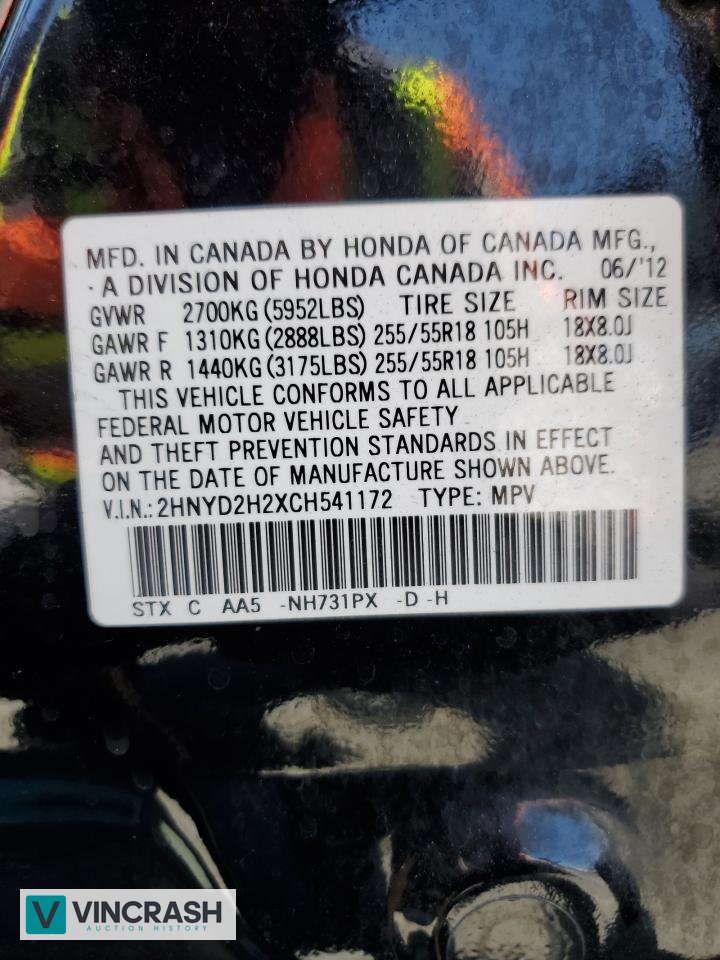 MFD. IN CANADA BY HONDA OF CANADA MFG.,
· A DIVISION OF HONDA CANADA INC. 06/'12
GVWR 2700KG (5952LBS) TIRE SIZE RIM SIZE
GAWR F 1310KG (2888LBS) 255/55R18 105H 18X8.0J
GAWR R 1440KG (3175LBS) 255/55R18 105H 18X8.0J
THIS VEHICLE CONFORMS TO ALL APPLICABLE
FEDERAL MOTOR VEHICLE SAFETY
AND THEFT PREVENTION STANDARDS IN EFFECT
ON THE DATE OF MANUFACTURE SHOWN ABOVE.
V.I.N.: 2HNYD2H2XCH541172 TYPE: MPV
STX C AA5 -NH731PX -D -H
V VINCRASH
AUCTION HISTORY